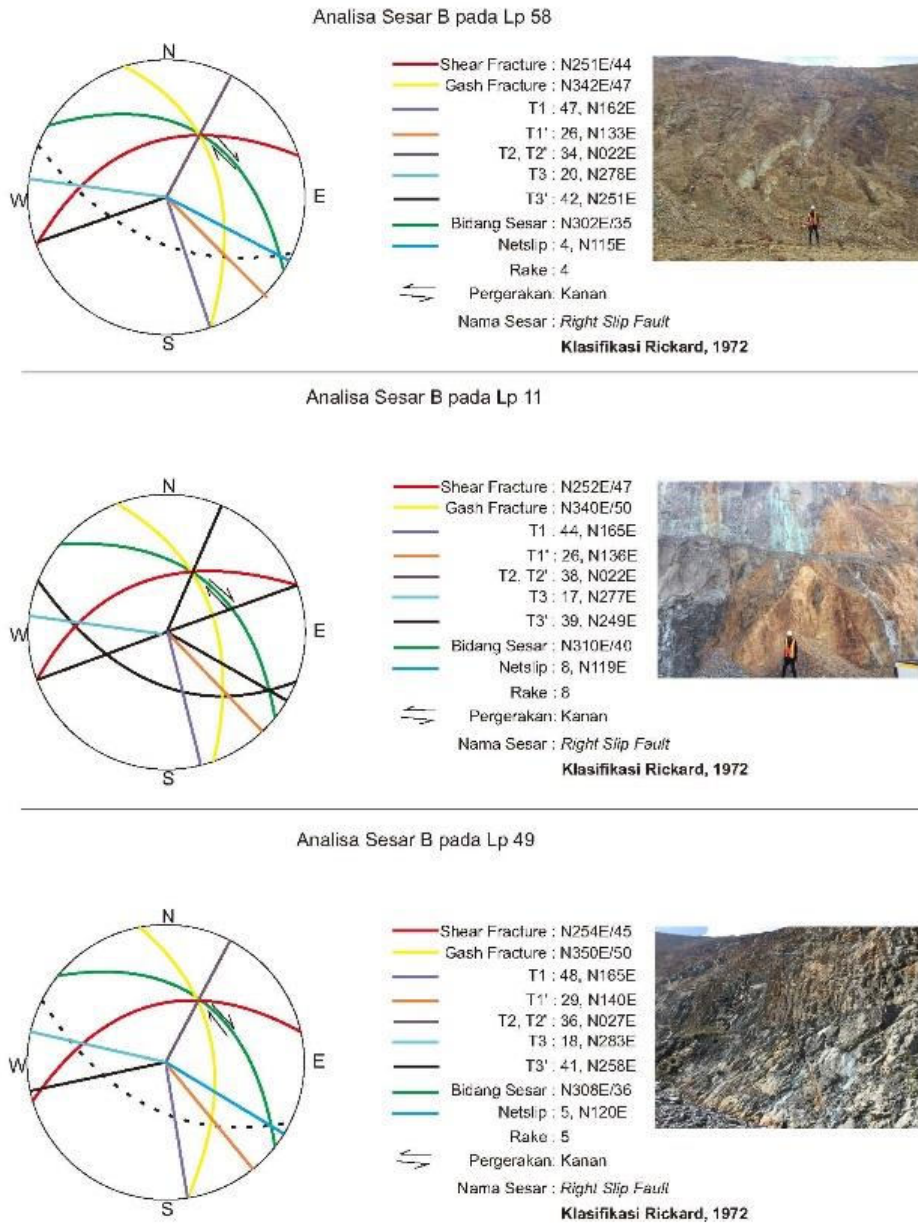 Analisa Sesar B pada Lp 58
N
W
E
S
Shear Fracture : N251E/44
Gash Fracture : N342E/47
T1 : 47, N162E
T1' : 26, N133E
T2, T2' : 34, N022E
T3 : 20, N278E
T3' : 42, N251E
Bidang Sesar : N302E/35
Netslip : 4, N115E
Rake : 4
Pergerakan: Kanan
Nama Sesar : Right Slip Fault
Klasifikasi Rickard, 1972
Analisa Sesar B pada Lp 11
N
W
E
S
Shear Fracture : N252E/47
Gash Fracture : N340E/50
T1 : 44, N165E
T1' : 26, N136E
T2, T2' : 38, N022E
T3 : 17, N277E
T3' : 39, N249E
Bidang Sesar : N310E/40
Netslip : 8, N119E
Rake : 8
Pergerakan: Kanan
Nama Sesar : Right Slip Fault
Klasifikasi Rickard, 1972
Analisa Sesar B pada Lp 49
N
W
E
S
Shear Fracture : N254E/45
Gash Fracture : N350E/50
T1 : 48, N165E
T1' : 29, N140E
T2, T2' : 36, N027E
T3 : 18, N283E
T3' : 41, N258E
Bidang Sesar : N308E/36
Netslip : 5, N120E
Rake : 5
Pergerakan: Kanan
Nama Sesar : Right Slip Fault
Klasifikasi Rickard, 1972